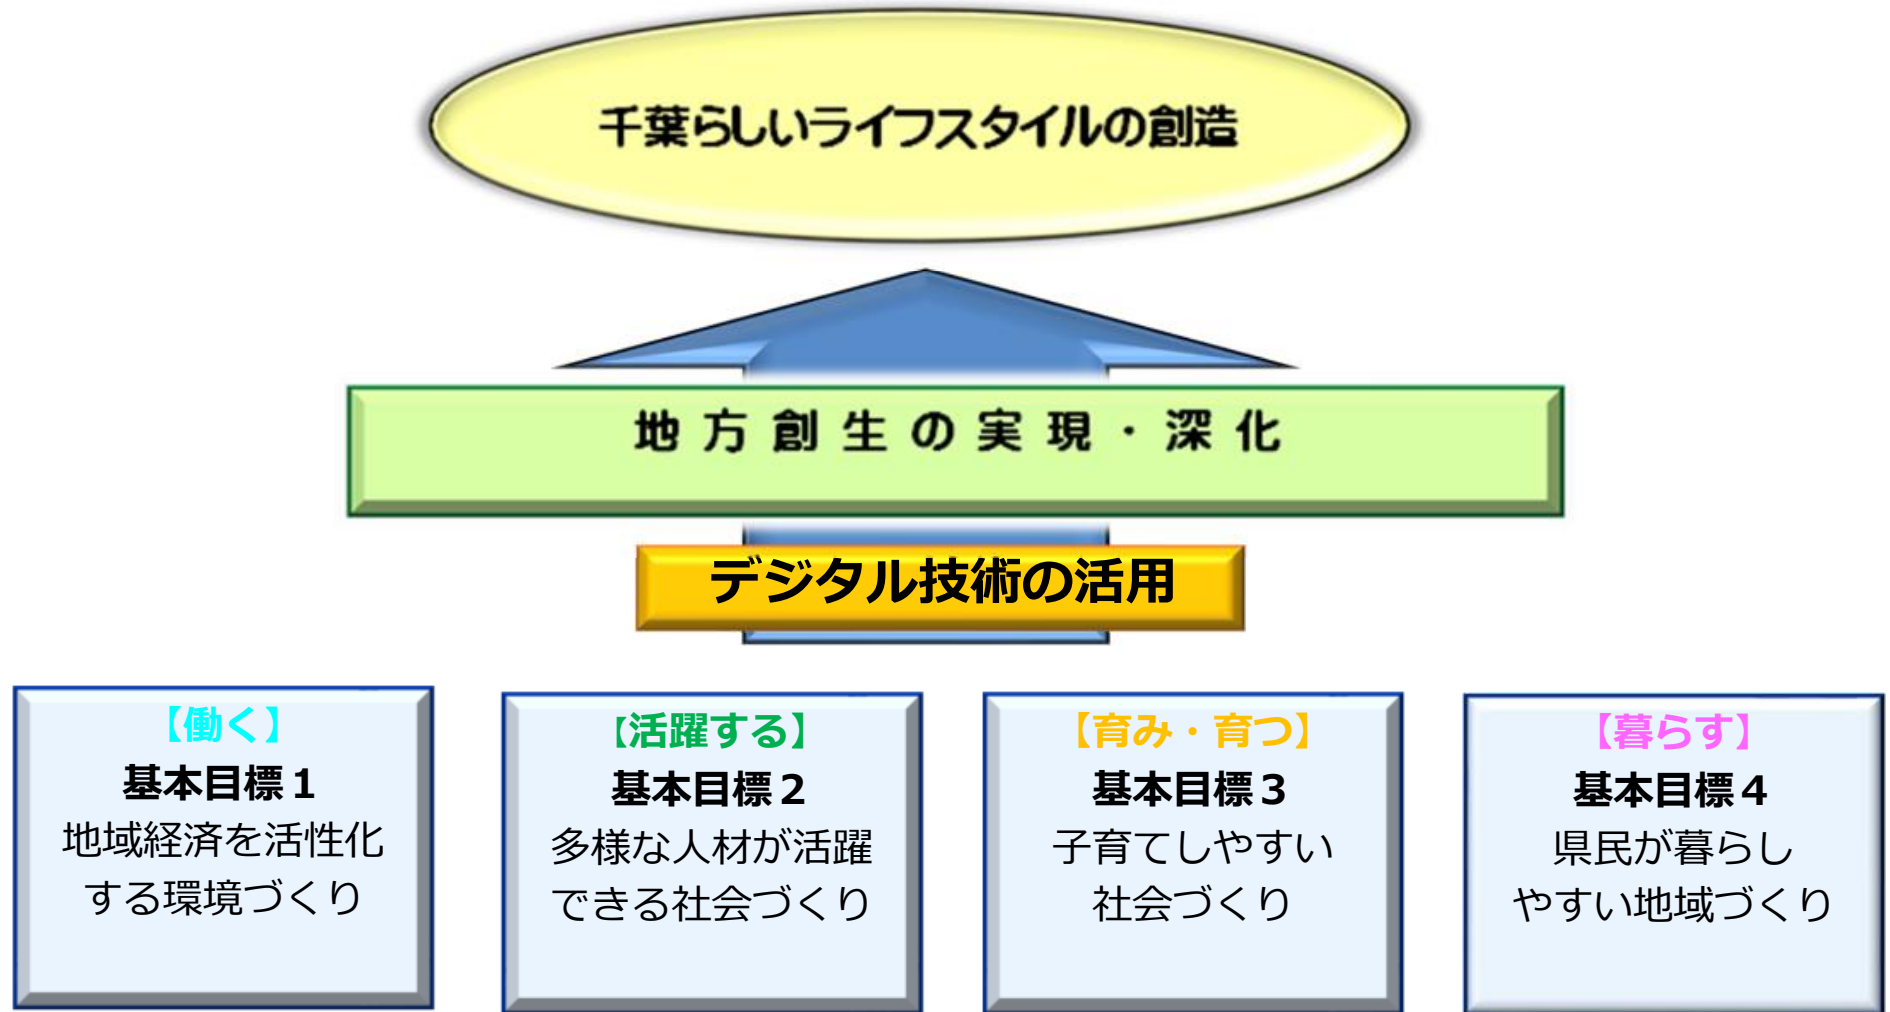 千葉らしいライフスタイルの創造
地方創生の実現・深化
デジタル技術の活用
【働く】
基本目標１
地域経済を活性化
する環境づくり
【活躍する】
基本目標２
多様な人材が活躍
できる社会づくり
【育み・育つ】
基本目標３
子育てしやすい
社会づくり
【暮らす】
基本目標４
県民が暮らし
やすい地域づくり